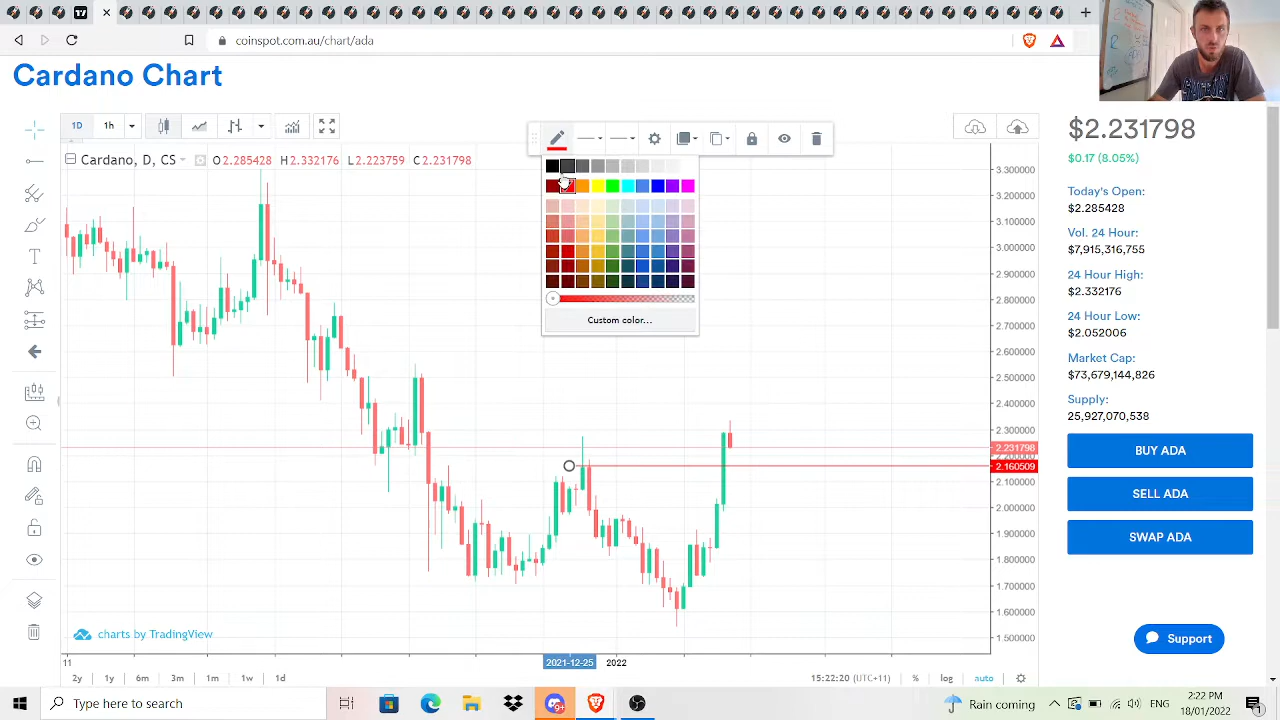 coinspot.com.au/chart/ada
Cardano Chart
1D
1h
Cardano, D, CS
O 2.285428 H 2.332176 L 2.223759 C 2.231798
Custom color...
3.300000
3.200000
3.100000
3.000000
2.900000
2.800000
2.700000
2.600000
2.500000
2.400000
2.300000
2.231798
2.200000
2.160509
2.100000
2.000000
1.900000
1.800000
1.700000
1.600000
1.500000
charts by TradingView
11
2021-12-25
2022
2y
1y
6m
3m
1m
1w
1d
15:22:20 (UTC+11)
%
log
auto
$2.231798
$0.17 (8.05%)
Today's Open:
$2.285428
Vol. 24 Hour:
$7,915,316,755
24 Hour High:
$2.332176
24 Hour Low:
$2.052006
Market Cap:
$73,679,144,826
Supply:
25,927,070,538
BUY ADA
SELL ADA
SWAP ADA
Support
Type here to search
9+
Rain coming
ENG
2:22 PM
18/01/2022